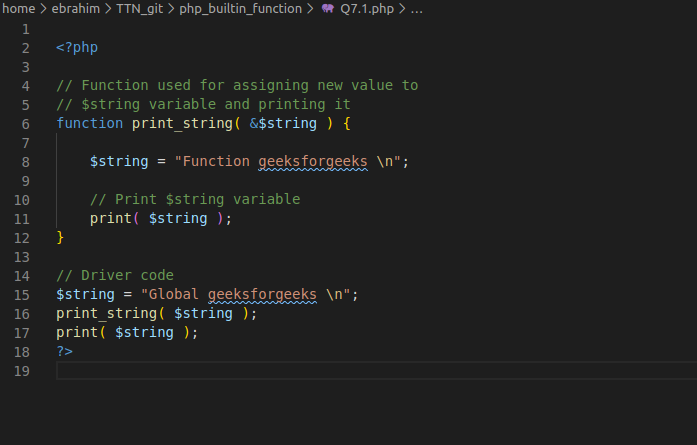 home > ebrahim > TTN_git > php_builtin_function > Q7.1.php > ...
1
2 <?php
3
4 // Function used for assigning new value to
5 // $string variable and printing it
6 function print_string( &$string ) {
7
8 $string = "Function geeksforgeeks \n";
9
10 // Print $string variable
11 print( $string );
12 }
13
14 // Driver code
15 $string = "Global geeksforgeeks \n";
16 print_string( $string );
17 print( $string );
18 ?>
19